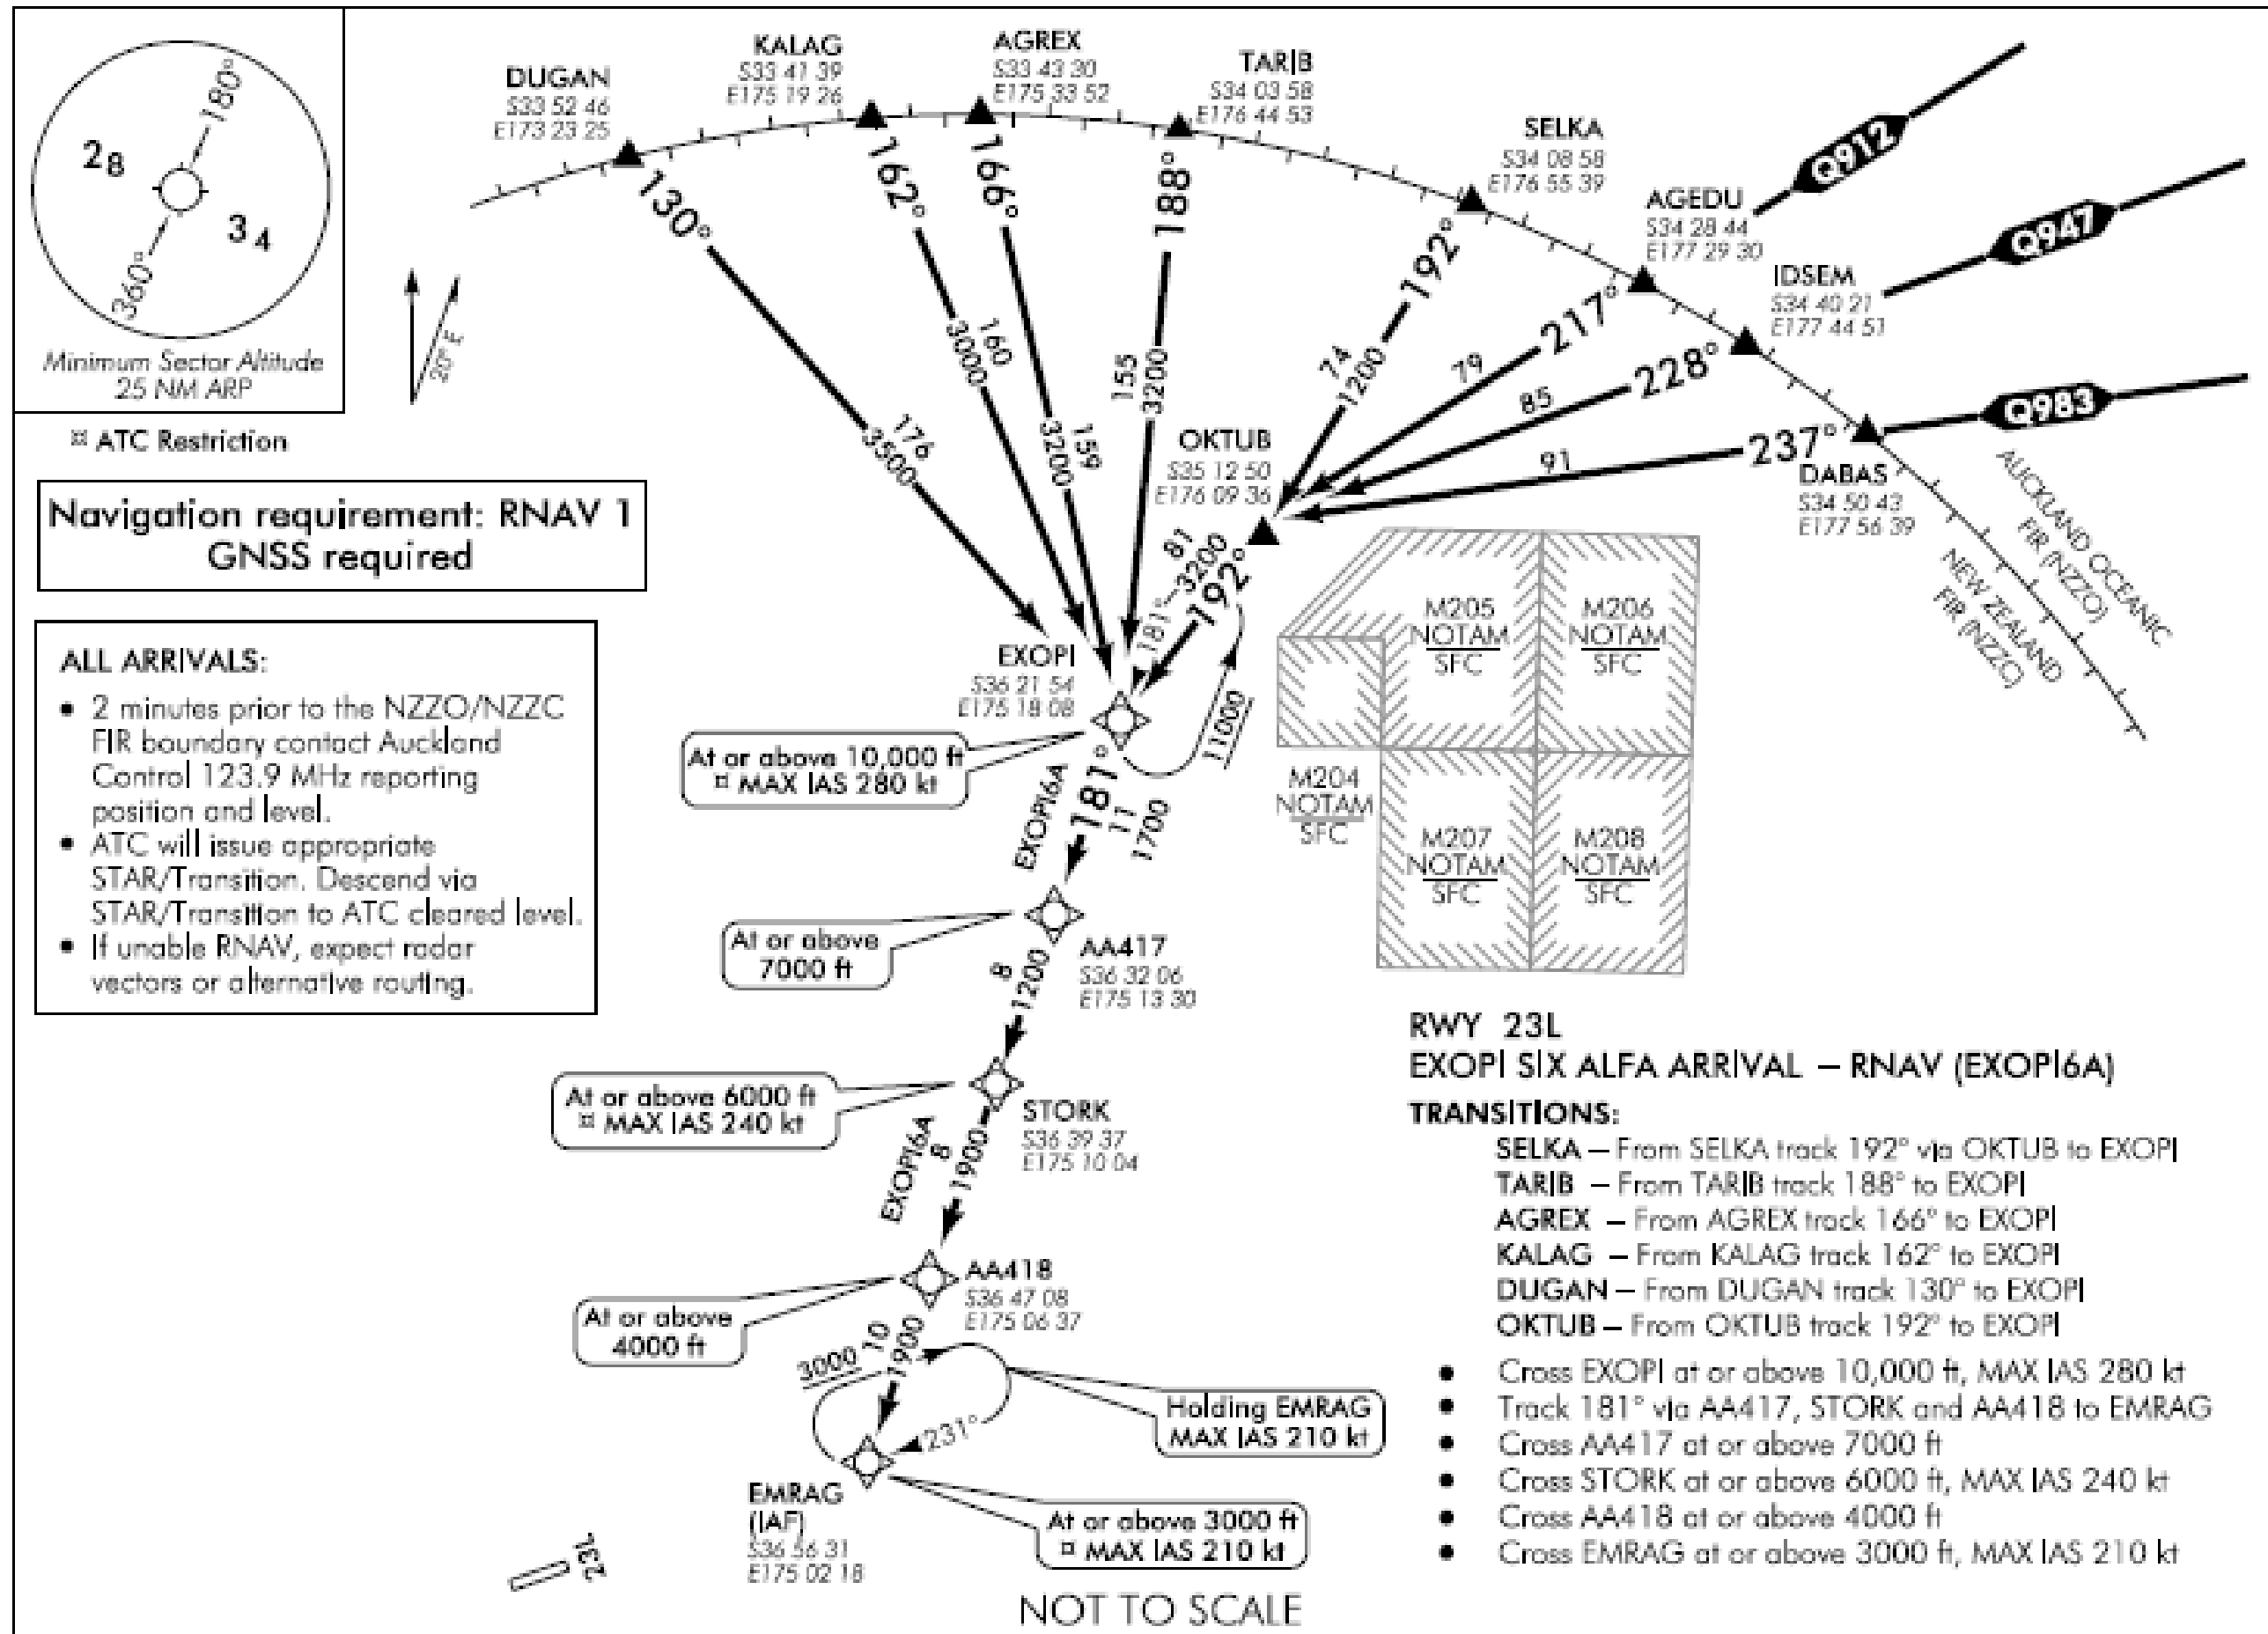 180°
28
34
360°
Minimum Sector Altitude
25 NM ARP
20° E
¤ ATC Restriction
Navigation requirement: RNAV 1
GNSS required
ALL ARRIVALS:
• 2 minutes prior to the NZZO/NZZC
FIR boundary contact Auckland
Control 123.9 MHz reporting
position and level.
• ATC will issue appropriate
STAR/Transition. Descend via
STAR/Transition to ATC cleared level.
• If unable RNAV, expect radar
vectors or alternative routing.
DUGAN
S33 52 46
E173 23 25
KALAG
S33 41 39
E175 19 26
AGREX
S33 43 30
E175 33 52
TARIB
S34 03 58
E176 44 53
SELKA
S34 08 58
E176 55 39
AGEDU
S34 28 44
E177 29 30
IDSEM
S34 40 21
E177 44 51
DABAS
S34 50 43
E177 56 39
Q912
Q947
Q983
AUCKLAND OCEANIC
FIR (NZZO)
NEW ZEALAND
FIR (NZZC)
130°
176
3500
162°
160
3000
166°
159
3200
188°
155
3200
192°
74
1200
217°
79
228°
85
237°
91
OKTUB
S35 12 50
E176 09 36
81
3200
192°
181°
11000
EXOPI
S36 21 54
E175 18 08
At or above 10,000 ft
¤ MAX IAS 280 kt
EXOPI6A
181°
11
1700
At or above
7000 ft
AA417
S36 32 06
E175 13 30
8
1200
At or above 6000 ft
¤ MAX IAS 240 kt
STORK
S36 39 37
E175 10 04
EXOPI6A
8
1900
AA418
S36 47 08
E175 06 37
At or above
4000 ft
10
1900
3000
231°
Holding EMRAG
MAX IAS 210 kt
EMRAG
(IAF)
S36 56 31
E175 02 18
At or above 3000 ft
¤ MAX IAS 210 kt
23L
NOT TO SCALE
M205
NOTAM
SFC
M206
NOTAM
SFC
M204
NOTAM
SFC
M207
NOTAM
SFC
M208
NOTAM
SFC
RWY 23L
EXOPI SIX ALFA ARRIVAL – RNAV (EXOPI6A)
TRANSITIONS:
SELKA – From SELKA track 192° via OKTUB to EXOPI
TARIB – From TARIB track 188° to EXOPI
AGREX – From AGREX track 166° to EXOPI
KALAG – From KALAG track 162° to EXOPI
DUGAN – From DUGAN track 130° to EXOPI
OKTUB – From OKTUB track 192° to EXOPI
• Cross EXOPI at or above 10,000 ft, MAX IAS 280 kt
• Track 181° via AA417, STORK and AA418 to EMRAG
• Cross AA417 at or above 7000 ft
• Cross STORK at or above 6000 ft, MAX IAS 240 kt
• Cross AA418 at or above 4000 ft
• Cross EMRAG at or above 3000 ft, MAX IAS 210 kt